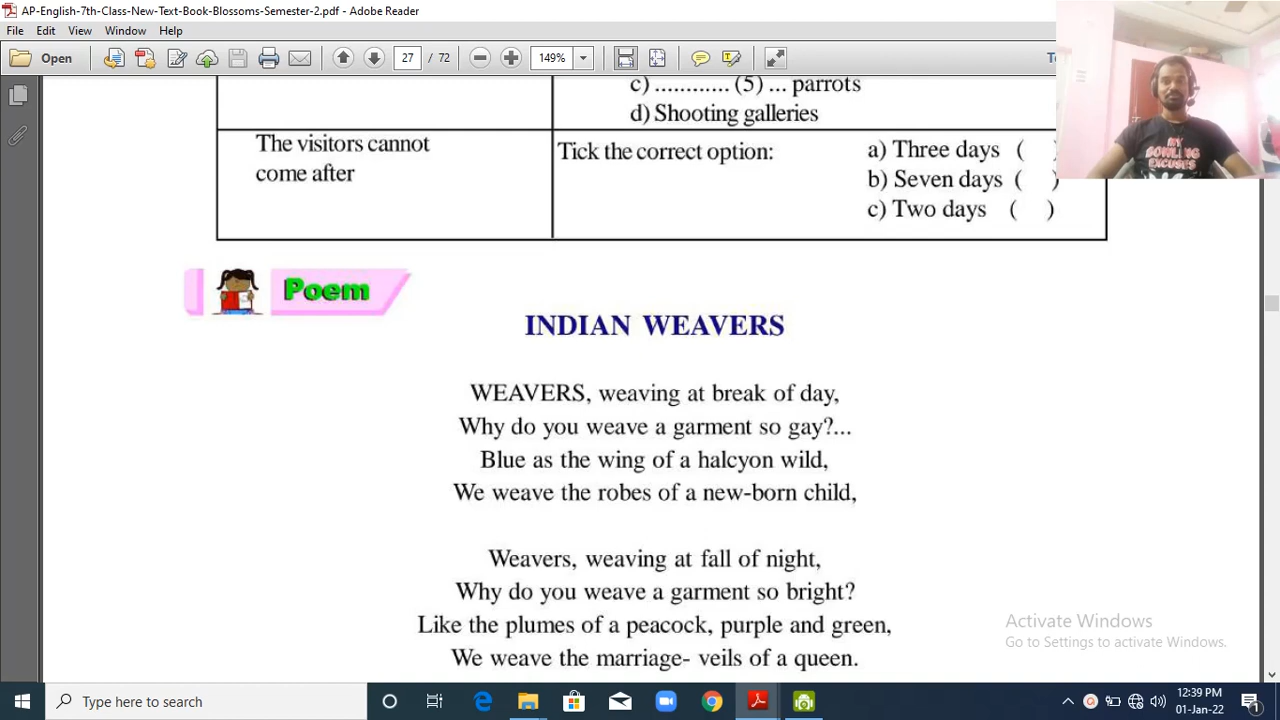 AP-English-7th-Class-New-Text-Book-Blossoms-Semester-2.pdf - Adobe Reader
File Edit View Window Help
Open 27 / 72 149%
c) ............ (5) ... parrots
d) Shooting galleries
The visitors cannot
come after
Tick the correct option:
a) Three days (
b) Seven days ( )
c) Two days ( )
Poem
INDIAN WEAVERS
WEAVERS, weaving at break of day,
Why do you weave a garment so gay?...
Blue as the wing of a halcyon wild,
We weave the robes of a new-born child,
Weavers, weaving at fall of night,
Why do you weave a garment so bright?
Like the plumes of a peacock, purple and green,
We weave the marriage- veils of a queen.
MY
BOWLING
EXCUSES
Activate Windows
Go to Settings to activate Windows.
Type here to search
12:39 PM
01-Jan-22
1